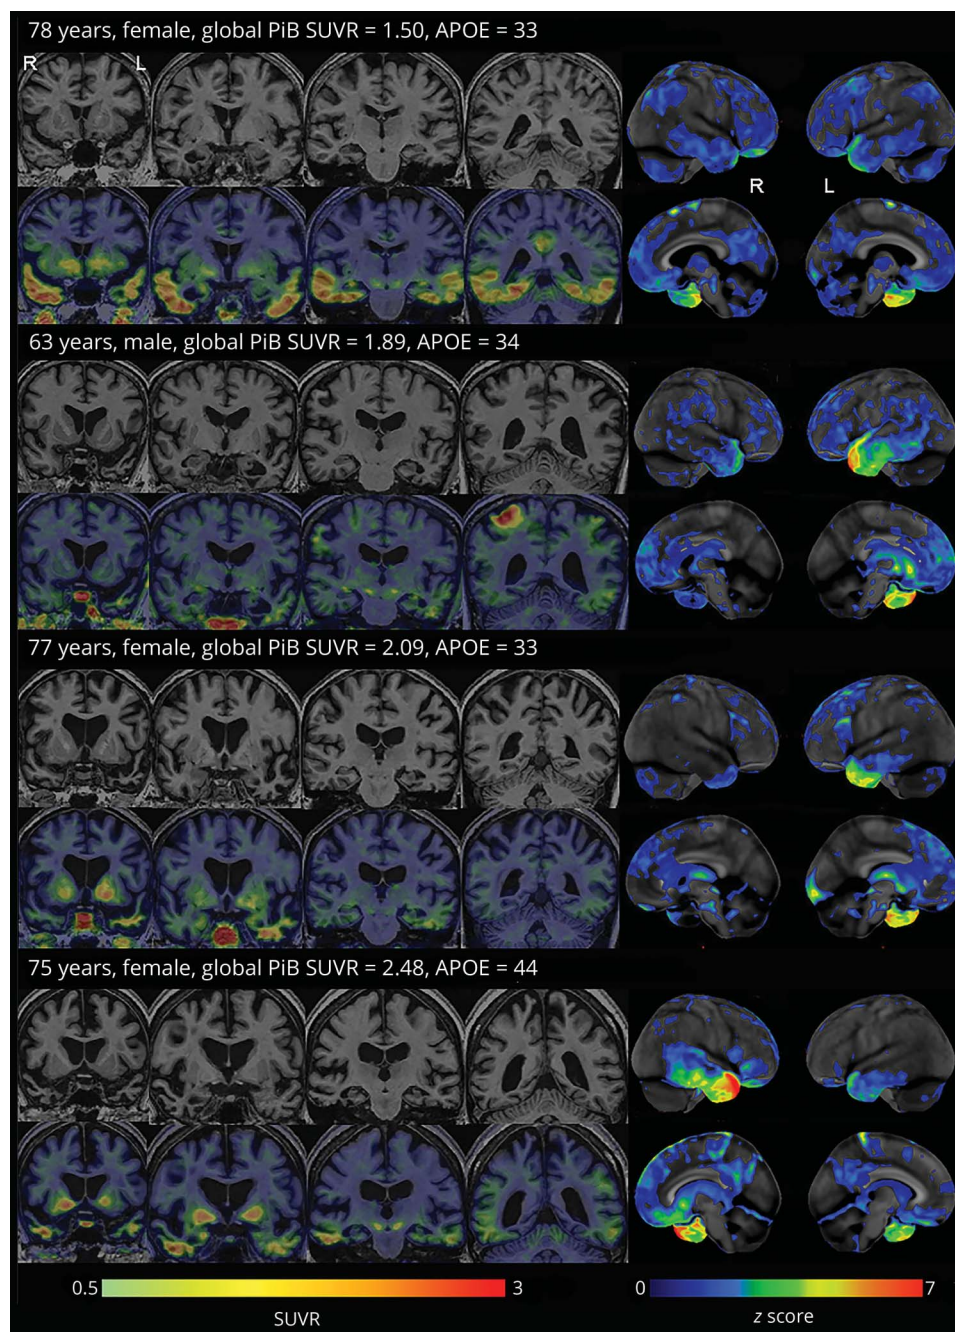 78 years, female, global PiB SUVR = 1.50, APOE = 33
R L
R L
63 years, male, global PiB SUVR = 1.89, APOE = 34
77 years, female, global PiB SUVR = 2.09, APOE = 33
75 years, female, global PiB SUVR = 2.48, APOE = 44
0.5 3 0 7
SUVR z score